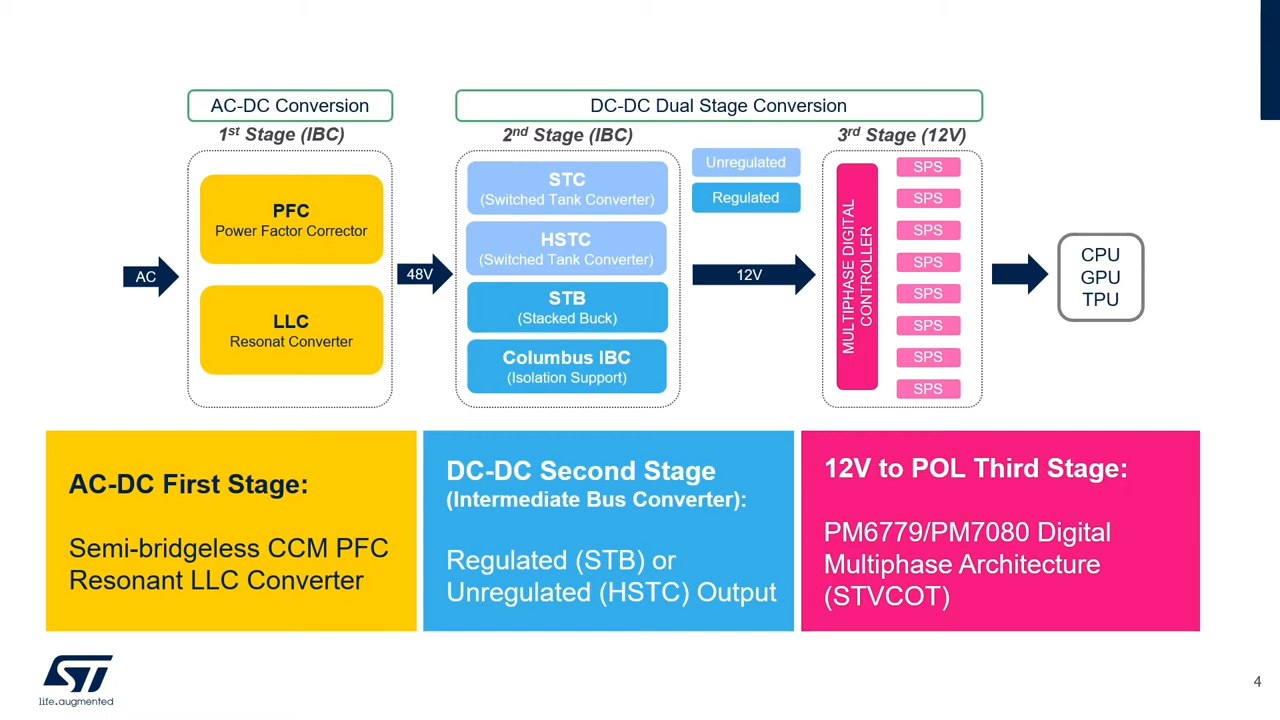 AC-DC Conversion
DC-DC Dual Stage Conversion
1st Stage (IBC)
2nd Stage (IBC)
3rd Stage (12V)
PFC
Power Factor Corrector
LLC
Resonat Converter
AC
48V
STC
(Switched Tank Converter)
HSTC
(Switched Tank Converter)
STB
(Stacked Buck)
Columbus IBC
(Isolation Support)
Unregulated
Regulated
12V
MULTIPHASE DIGITAL
CONTROLLER
SPS
SPS
SPS
SPS
SPS
SPS
SPS
SPS
CPU
GPU
TPU
AC-DC First Stage:
Semi-bridgeless CCM PFC
Resonant LLC Converter
DC-DC Second Stage
(Intermediate Bus Converter):
Regulated (STB) or
Unregulated (HSTC) Output
12V to POL Third Stage:
PM6779/PM7080 Digital
Multiphase Architecture
(STVCOT)
ST
life.augmented
4